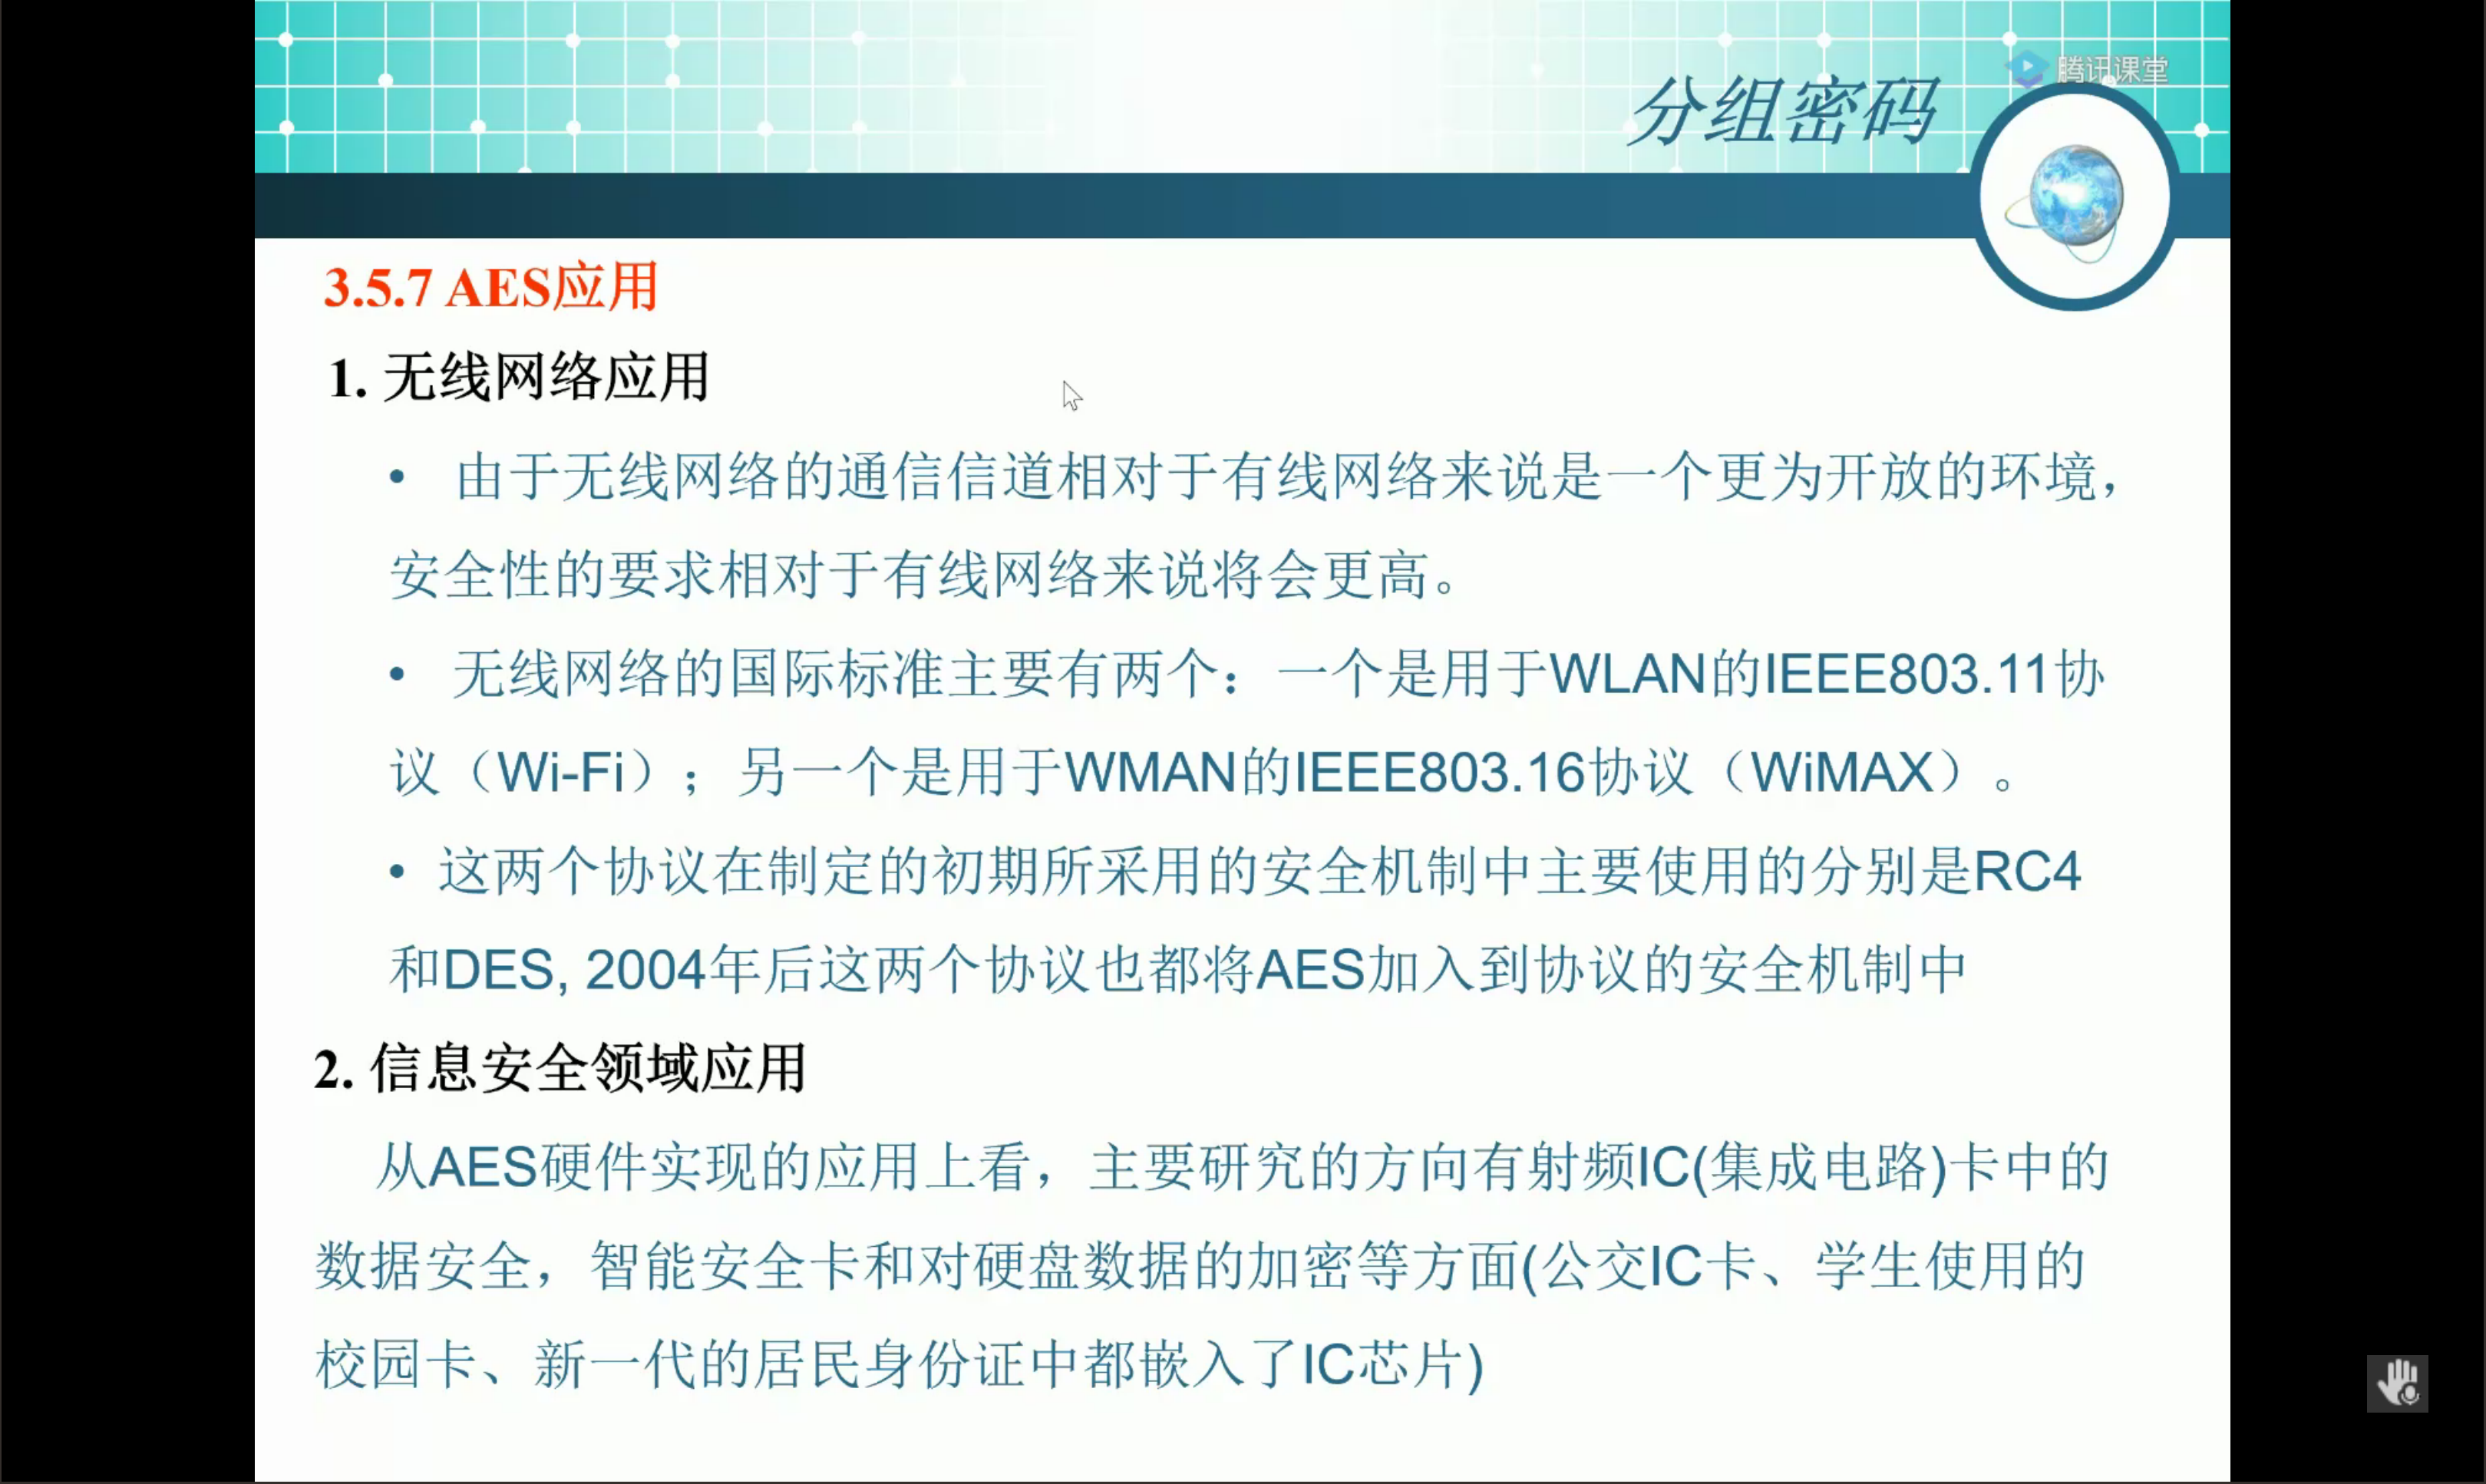 腾讯课堂
分组密码
3.5.7 AES应用
1. 无线网络应用
• 由于无线网络的通信信道相对于有线网络来说是一个更为开放的环境，
安全性的要求相对于有线网络来说将会更高。
• 无线网络的国际标准主要有两个：一个是用于WLAN的IEEE803.11协
议（Wi-Fi）；另一个是用于WMAN的IEEE803.16协议（WiMAX）。
• 这两个协议在制定的初期所采用的安全机制中主要使用的分别是RC4
和DES, 2004年后这两个协议也都将AES加入到协议的安全机制中
2. 信息安全领域应用
从AES硬件实现的应用上看，主要研究的方向有射频IC(集成电路)卡中的
数据安全，智能安全卡和对硬盘数据的加密等方面(公交IC卡、学生使用的
校园卡、新一代的居民身份证中都嵌入了IC芯片)